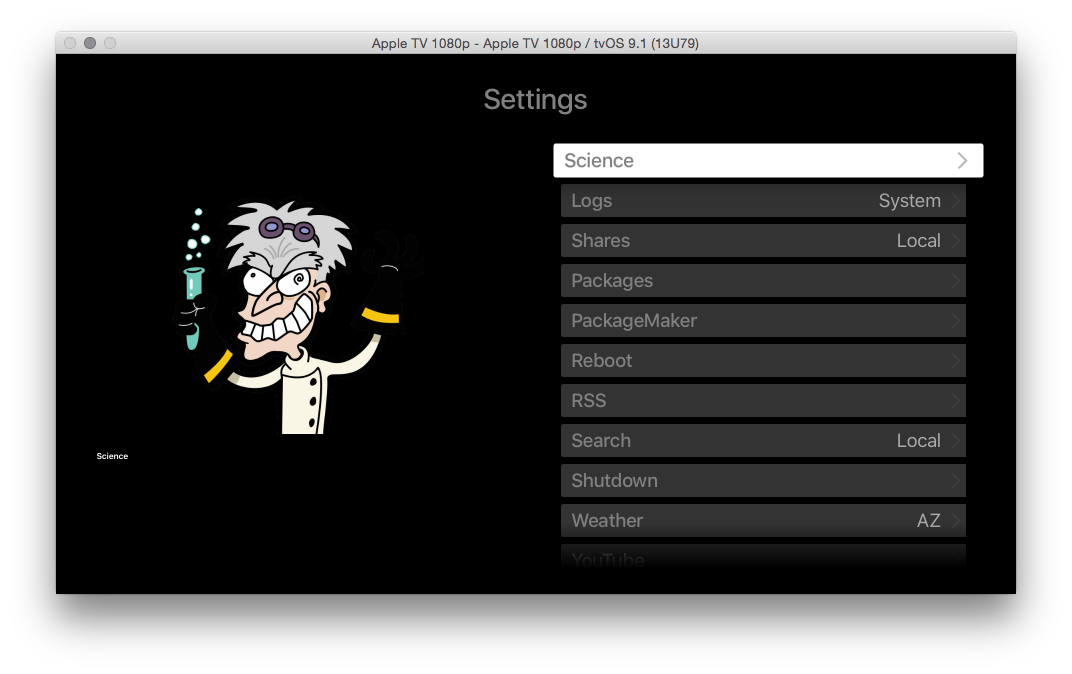 Apple TV 1080p - Apple TV 1080p / tvOS 9.1 (13U79)
Settings
Science
Logs System
Shares Local
Packages
PackageMaker
Reboot
RSS
Search Local
Shutdown
Weather AZ
YouTube
Science